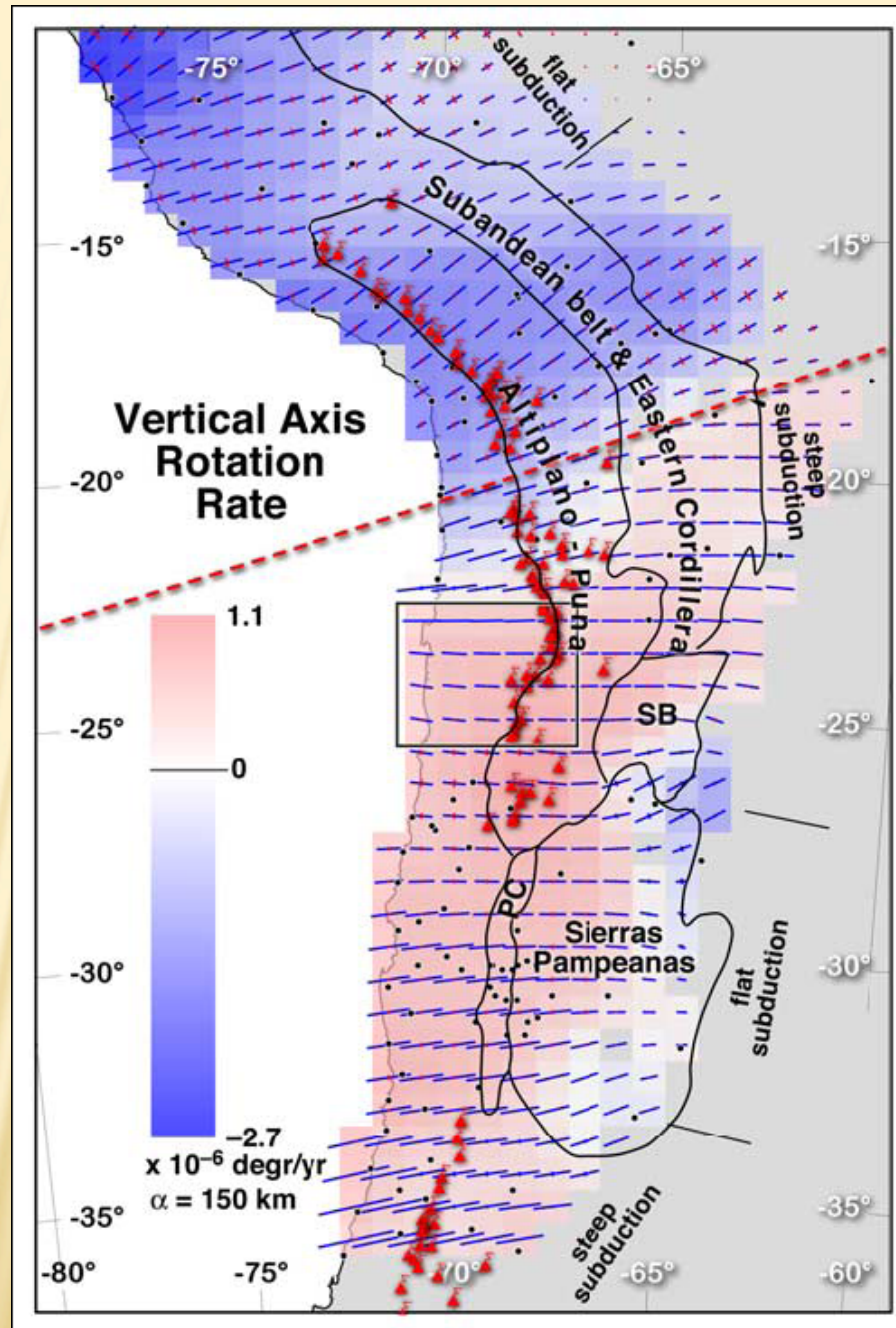 -75°
-70°
-65°
flat
subduction
-15°
-15°
Subandean belt & Eastern Cordillera
Vertical Axis
Rotation
Rate
Altiplano - Puna
steep
subduction
-20°
-20°
1.1
0
-2.7
x 10⁻⁶ degr/yr
α = 150 km
-25°
SB
-25°
PC
Sierras
Pampeanas
flat
subduction
-30°
-30°
-35°
-35°
steep
subduction
-80°
-75°
-70°
-65°
-60°